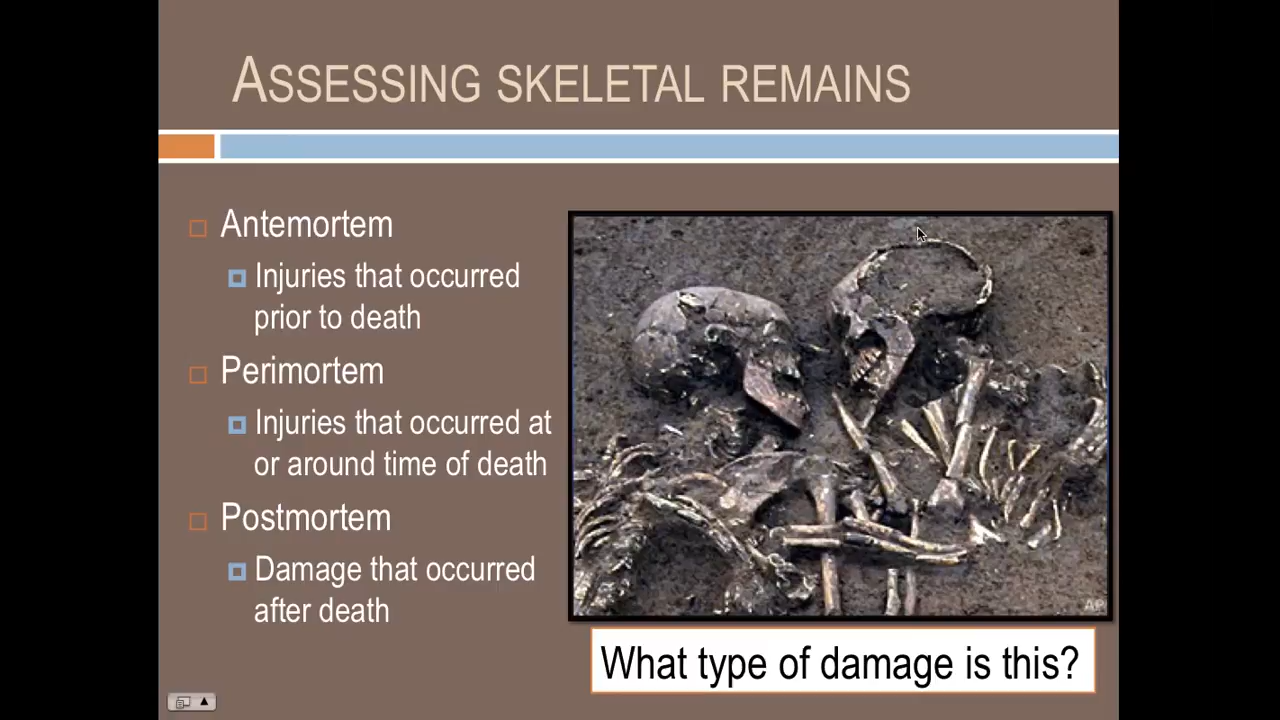 ASSESSING SKELETAL REMAINS
Antemortem
Injuries that occurred
prior to death
Perimortem
Injuries that occurred at
or around time of death
Postmortem
Damage that occurred
after death
AP
What type of damage is this?